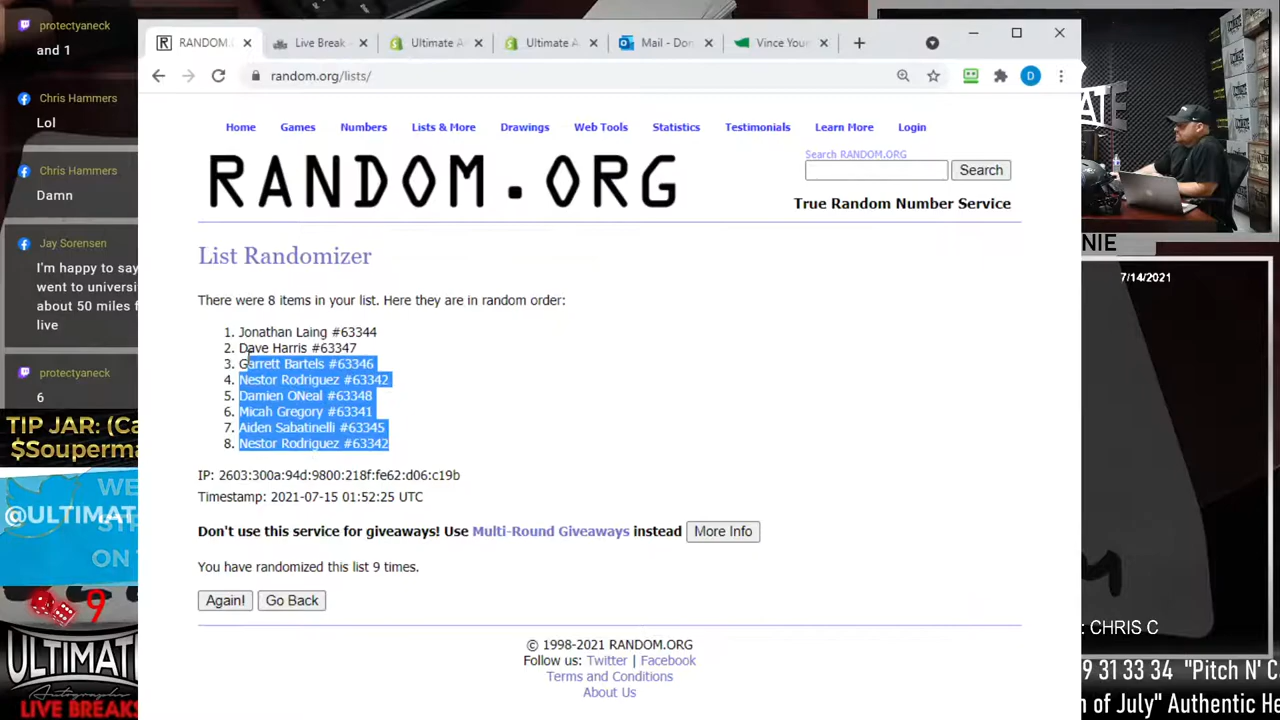 protectyaneck
and 1
Chris Hammers
Lol
Chris Hammers
Damn
Jay Sorensen
I'm happy to say
went to universi
about 50 miles f
live
protectyaneck
6
TIP JAR: (Ca
$Souperma
WE
@ULTIMAT
ST
ON T
9
ULTIMATE
Autographs
LIVE BREAKS
RANDOM.
Live Break -
Ultimate A
Ultimate A
Mail - Don
Vince Youn
random.org/lists/
D
Home Games Numbers Lists & More Drawings Web Tools Statistics Testimonials Learn More Login
RANDOM.ORG
Search RANDOM.ORG
Search
True Random Number Service
List Randomizer
There were 8 items in your list. Here they are in random order:
1. Jonathan Laing #63344
2. Dave Harris #63347
3. Garrett Bartels #63346
4. Nestor Rodriguez #63342
5. Damien ONeal #63348
6. Micah Gregory #63341
7. Aiden Sabatinelli #63345
8. Nestor Rodriguez #63342
IP: 2603:300a:94d:9800:218f:fe62:d06:c19b
Timestamp: 2021-07-15 01:52:25 UTC
Don't use this service for giveaways! Use Multi-Round Giveaways instead More Info
You have randomized this list 9 times.
Again! Go Back
© 1998-2021 RANDOM.ORG
Follow us: Twitter | Facebook
Terms and Conditions
About Us
NIE
7/14/2021
: CHRIS C
9 31 33 34 "Pitch N' Ca
n of July" Authentic He